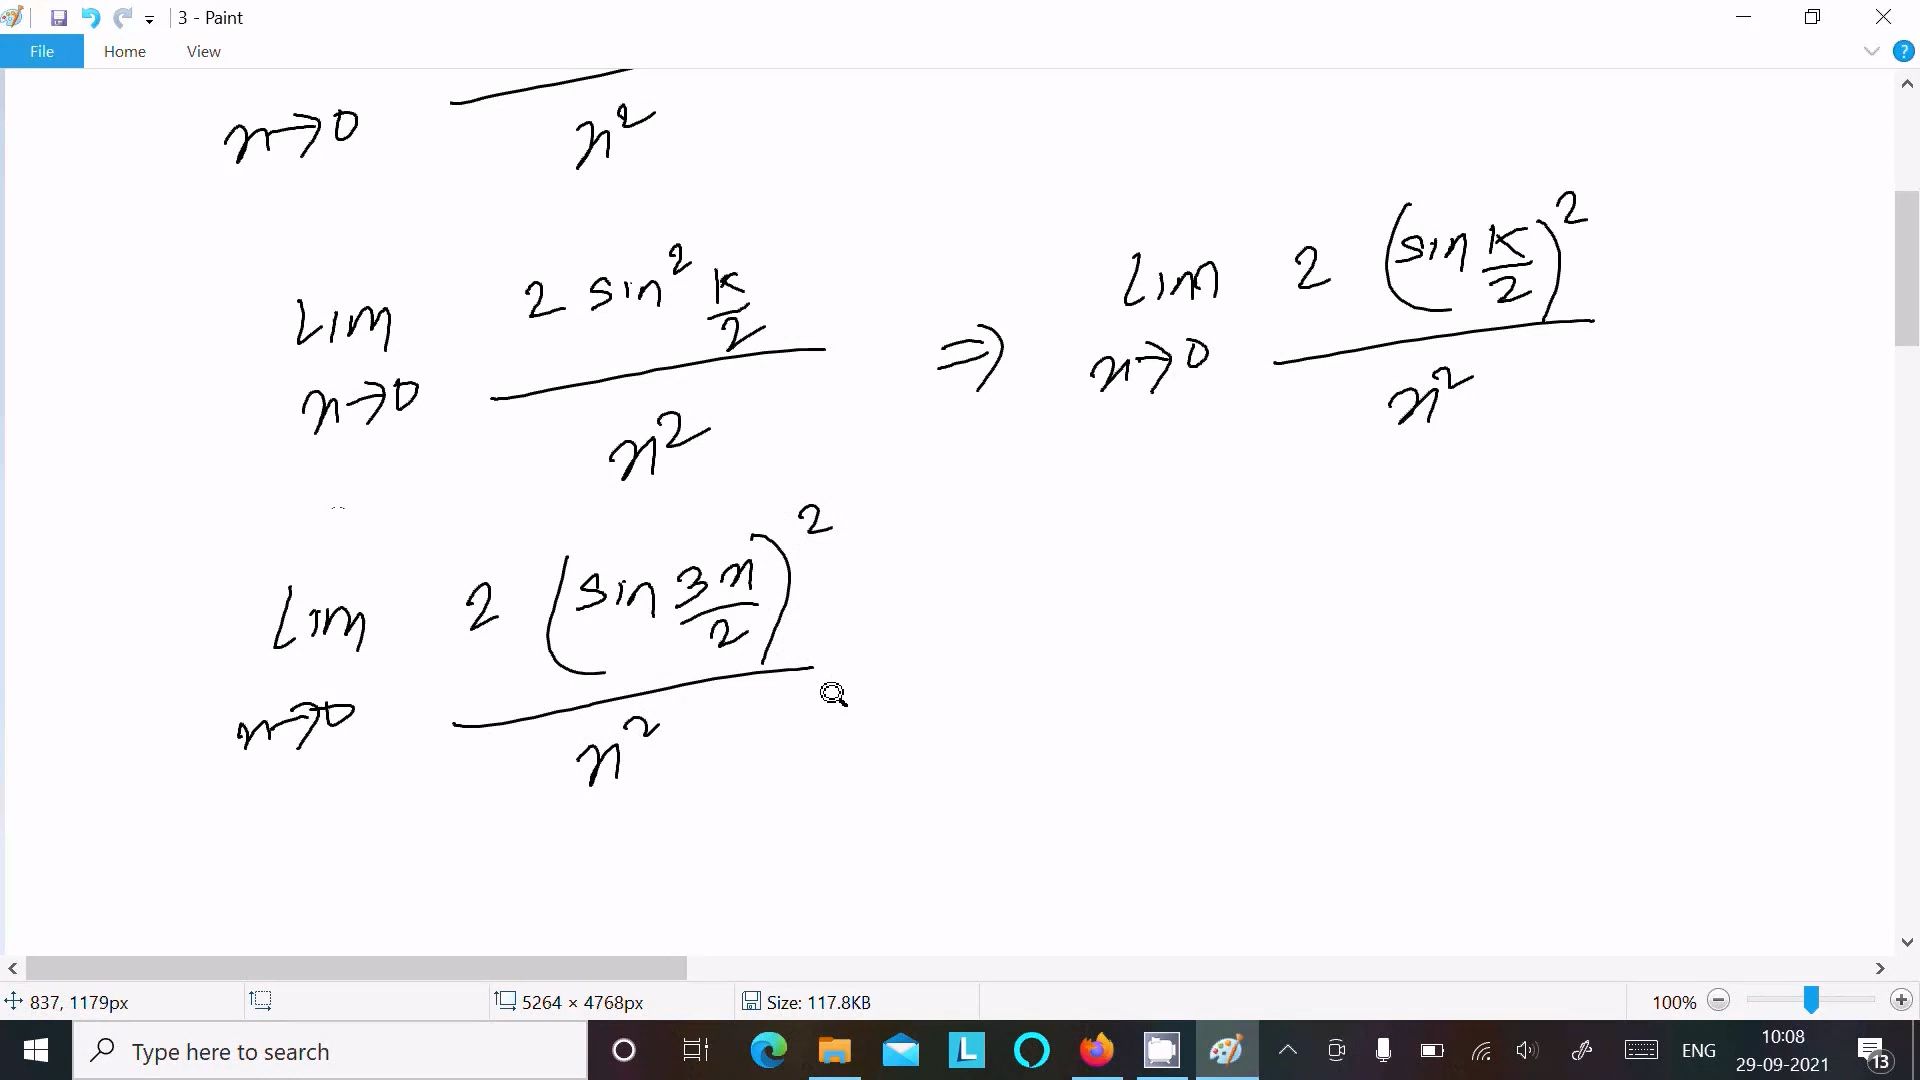 3 - Paint
File Home View
x→0 x²
Lim 2 sin² K/2
x→0 x²
⇒ Lim 2 (sin K/2)²
x→0 x²
Lim 2 (sin 3x/2)²
x→0 x²
837, 1179px 5264 × 4768px Size: 117.8KB 100%
Type here to search L ENG 10:08
29-09-2021 13